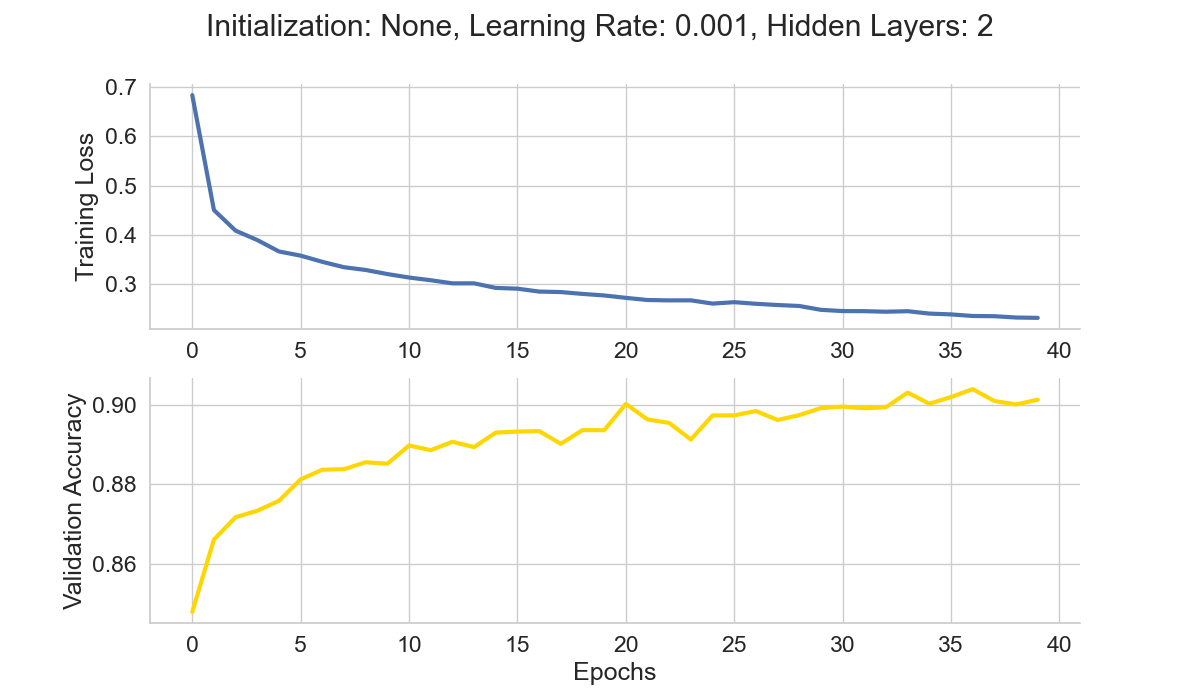 Initialization: None, Learning Rate: 0.001, Hidden Layers: 2
0.7
0.6
0.5
0.4
0.3
Training Loss
0 5 10 15 20 25 30 35 40
0.90
0.88
0.86
Validation Accuracy
0 5 10 15 20 25 30 35 40
Epochs